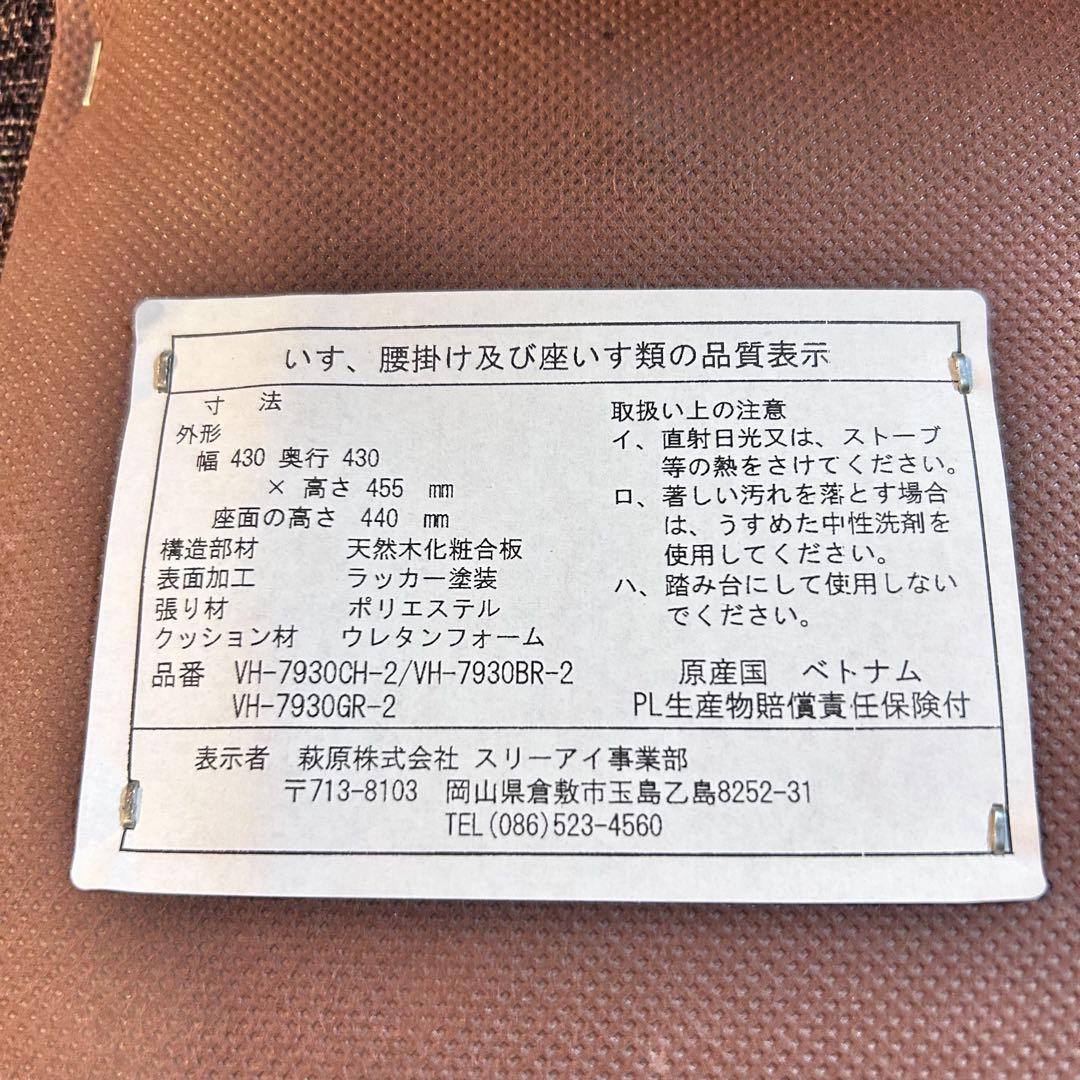 いす、腰掛け及び座いす類の品質表示
寸 法
外形
幅 430 奥行 430
× 高さ 455 mm
座面の高さ 440 mm
構造部材 天然木化粧合板
表面加工 ラッカー塗装
張り材 ポリエステル
クッション材 ウレタンフォーム
品番 VH-7930CH-2/VH-7930BR-2
VH-7930GR-2
取扱い上の注意
イ、直射日光又は、ストーブ
等の熱をさけてください。
ロ、著しい汚れを落とす場合
は、うすめた中性洗剤を
使用してください。
ハ、踏み台にして使用しない
でください。
原産国 ベトナム
PL生産物賠償責任保険付
表示者 萩原株式会社 スリーアイ事業部
〒713-8103 岡山県倉敷市玉島乙島8252-31
TEL(086)523-4560